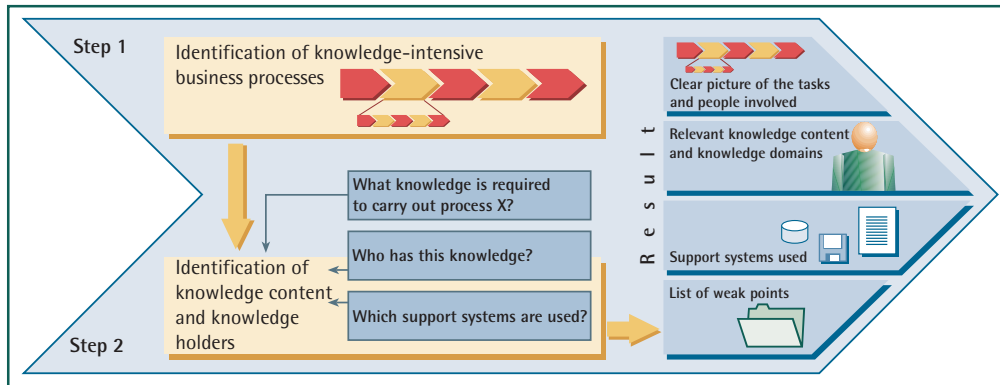 Step 1
Identification of knowledge-intensive
business processes
What knowledge is required
to carry out process X?
Who has this knowledge?
Which support systems are used?
Identification of
knowledge content
and knowledge
holders
Step 2
Result
Clear picture of the tasks
and people involved
Relevant knowledge content
and knowledge domains
Support systems used
List of weak points